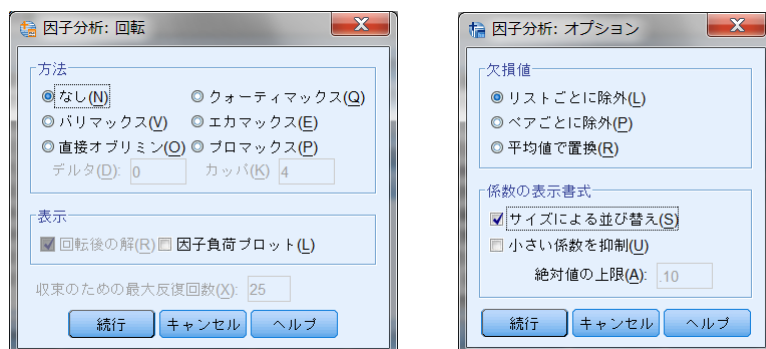 因子分析: 回転
方法
なし(N)
クォーティマックス(Q)
バリマックス(V)
エカマックス(E)
直接オブリミン(O)
プロマックス(P)
デルタ(D): 0
カッパ(K) 4
表示
回転後の解(R)
因子負荷プロット(L)
収束のための最大反復回数(X): 25
続行
キャンセル
ヘルプ
因子分析: オプション
欠損値
リストごとに除外(L)
ペアごとに除外(P)
平均値で置換(R)
係数の表示書式
サイズによる並び替え(S)
小さい係数を抑制(U)
絶対値の上限(A): .10
続行
キャンセル
ヘルプ